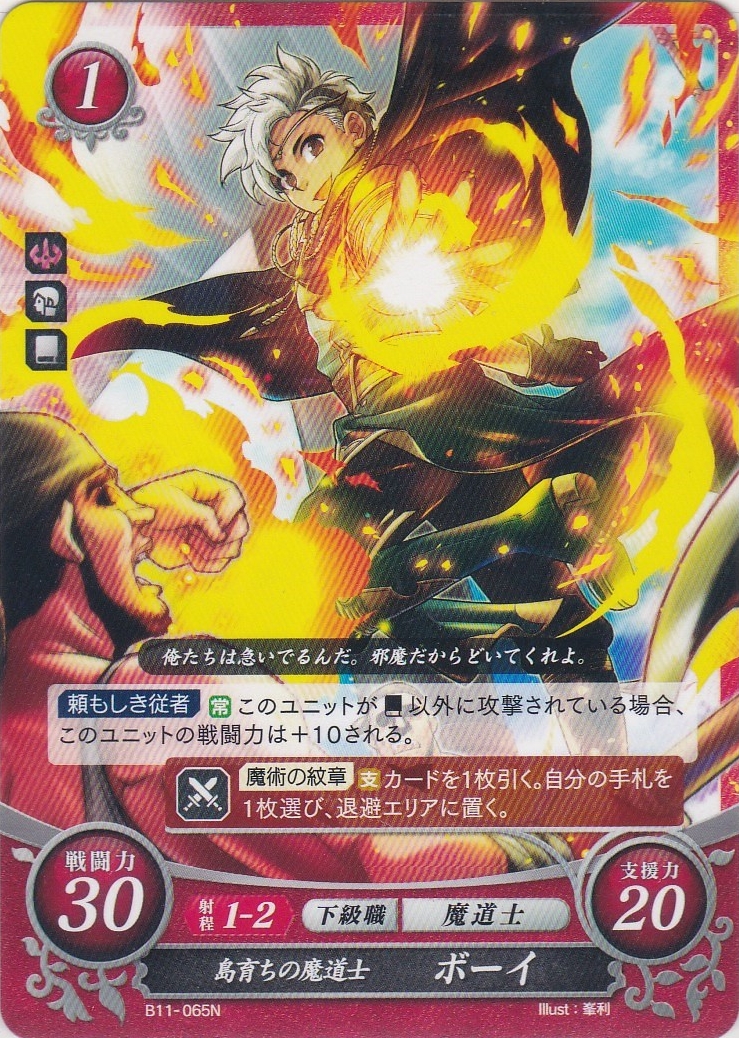 1
俺たちは急いでるんだ。邪魔だからどいてくれよ。
頼もしき従者 常 このユニットが 以外に攻撃されている場合、
このユニットの戦闘力は+10される。
魔術の紋章 支 カードを1枚引く。自分の手札を
1枚選び、退避エリアに置く。
戦闘力
30
射程 1-2 下級職 魔道士
支援力
20
島育ちの魔道士 ボーイ
B11-065N Illust：峯利